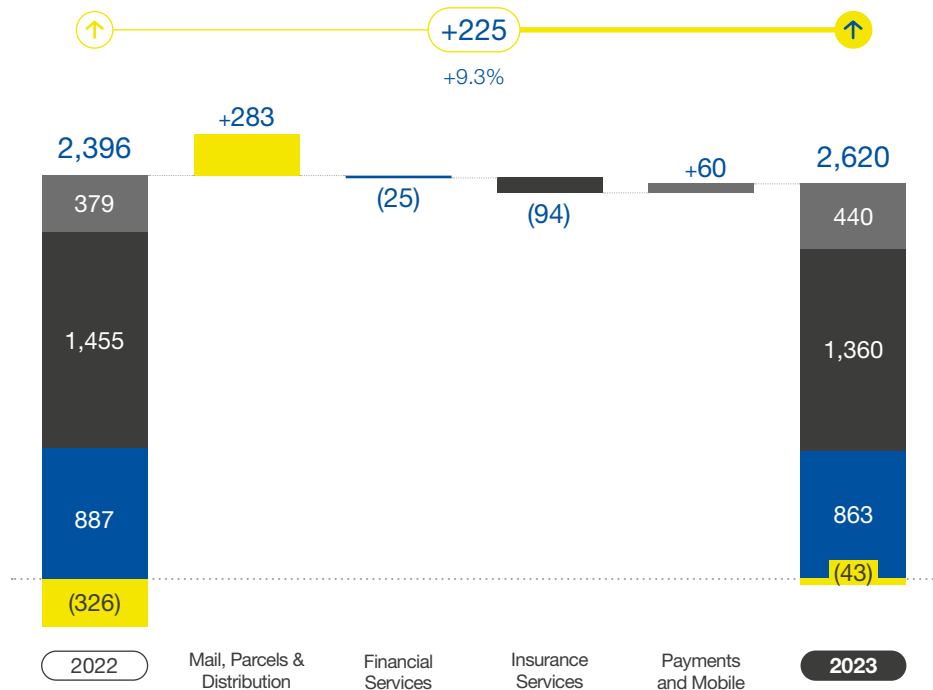 +225
+9.3%
2,396
+283
(25)
(94)
+60
2,620
379
440
1,455
1,360
887
863
(326)
(43)
2022
Mail, Parcels &
Distribution
Financial
Services
Insurance
Services
Payments
and Mobile
2023